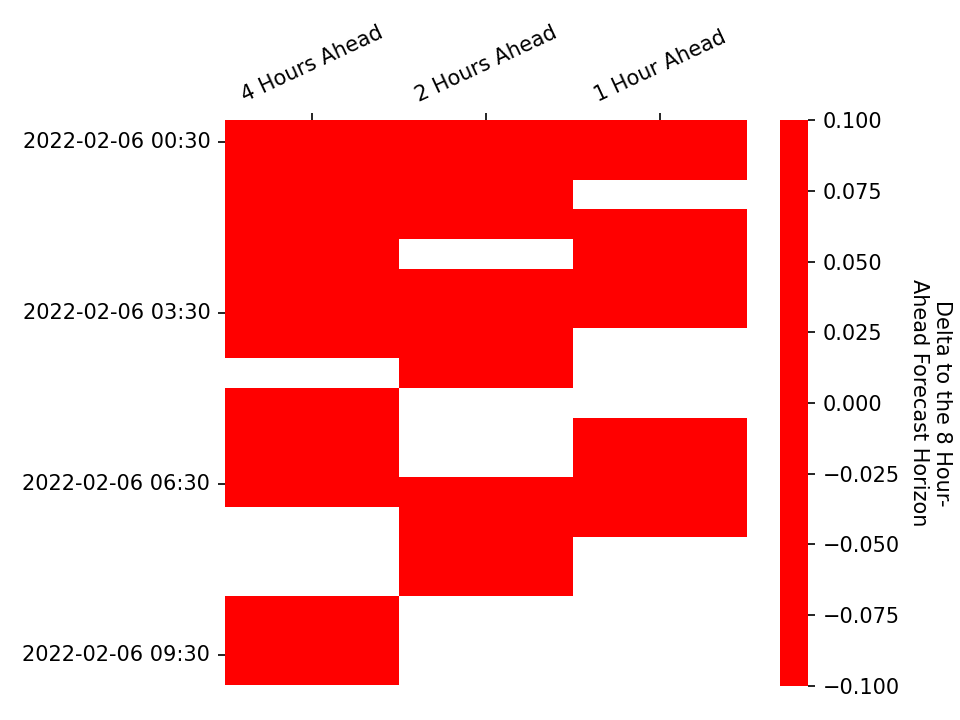 4 Hours Ahead
2 Hours Ahead
1 Hour Ahead
2022-02-06 00:30
2022-02-06 03:30
2022-02-06 06:30
2022-02-06 09:30
0.100
0.075
0.050
0.025
0.000
−0.025
−0.050
−0.075
−0.100
Delta to the 8 Hour-
Ahead Forecast Horizon